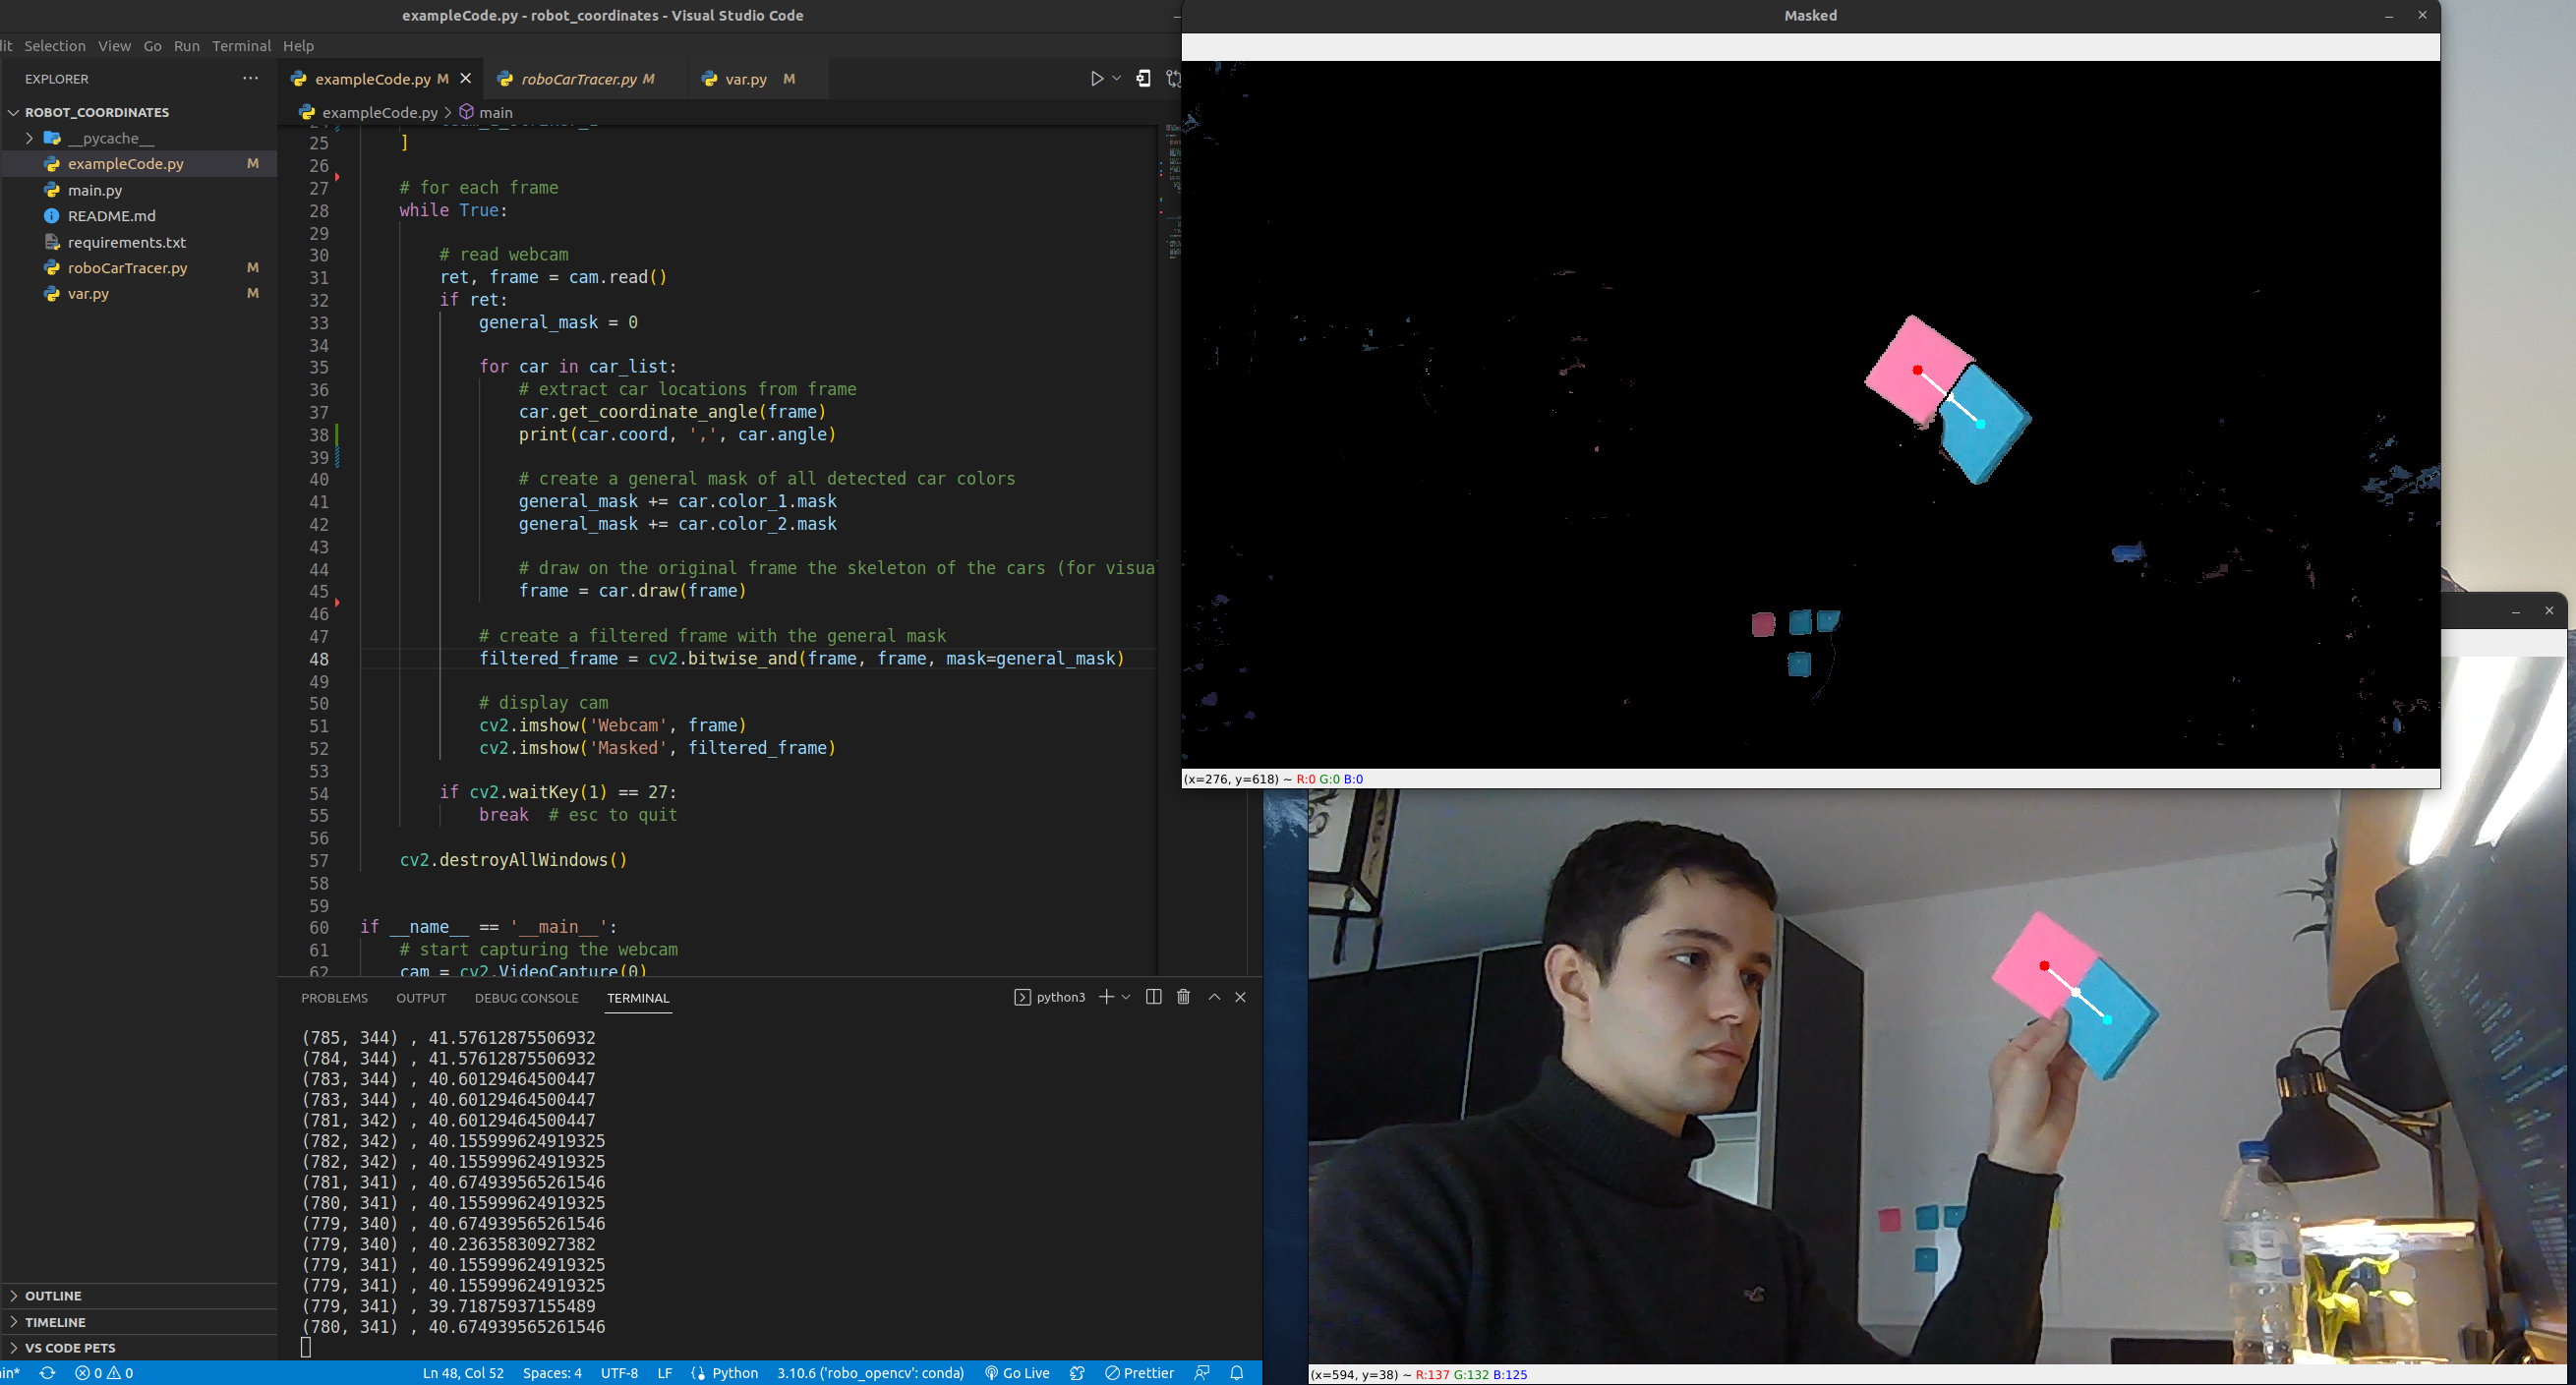 exampleCode.py - robot_coordinates - Visual Studio Code
Selection View Go Run Terminal Help
EXPLORER
ROBOT_COORDINATES
__pycache__
exampleCode.py M
main.py
README.md
requirements.txt
roboCarTracer.py M
var.py M
OUTLINE
TIMELINE
VS CODE PETS
exampleCode.py M
roboCarTracer.py M
var.py M
exampleCode.py > main
25 ]
26
27 # for each frame
28 while True:
29
30 # read webcam
31 ret, frame = cam.read()
32 if ret:
33 general_mask = 0
34
35 for car in car_list:
36 # extract car locations from frame
37 car.get_coordinate_angle(frame)
38 print(car.coord, ',', car.angle)
39
40 # create a general mask of all detected car colors
41 general_mask += car.color_1.mask
42 general_mask += car.color_2.mask
43
44 # draw on the original frame the skeleton of the cars (for visua
45 frame = car.draw(frame)
46
47 # create a filtered frame with the general mask
48 filtered_frame = cv2.bitwise_and(frame, frame, mask=general_mask)
49
50 # display cam
51 cv2.imshow('Webcam', frame)
52 cv2.imshow('Masked', filtered_frame)
53
54 if cv2.waitKey(1) == 27:
55 break # esc to quit
56
57 cv2.destroyAllWindows()
58
59
60 if __name__ == '__main__':
61 # start capturing the webcam
62 cam = cv2.VideoCapture(0)
PROBLEMS OUTPUT DEBUG CONSOLE TERMINAL
python3
(785, 344) , 41.57612875506932
(784, 344) , 41.57612875506932
(783, 344) , 40.60129464500447
(783, 344) , 40.60129464500447
(781, 342) , 40.60129464500447
(782, 342) , 40.155999624919325
(782, 342) , 40.155999624919325
(781, 341) , 40.674939565261546
(780, 341) , 40.155999624919325
(779, 340) , 40.674939565261546
(779, 340) , 40.23635830927382
(779, 341) , 40.155999624919325
(779, 341) , 40.155999624919325
(779, 341) , 39.71875937155489
(780, 341) , 40.674939565261546
0 0
Ln 48, Col 52 Spaces: 4 UTF-8 LF Python 3.10.6 ('robo_opencv': conda) Go Live Prettier
Masked
(x=276, y=618) ~ R:0 G:0 B:0
(x=594, y=38) ~ R:137 G:132 B:125